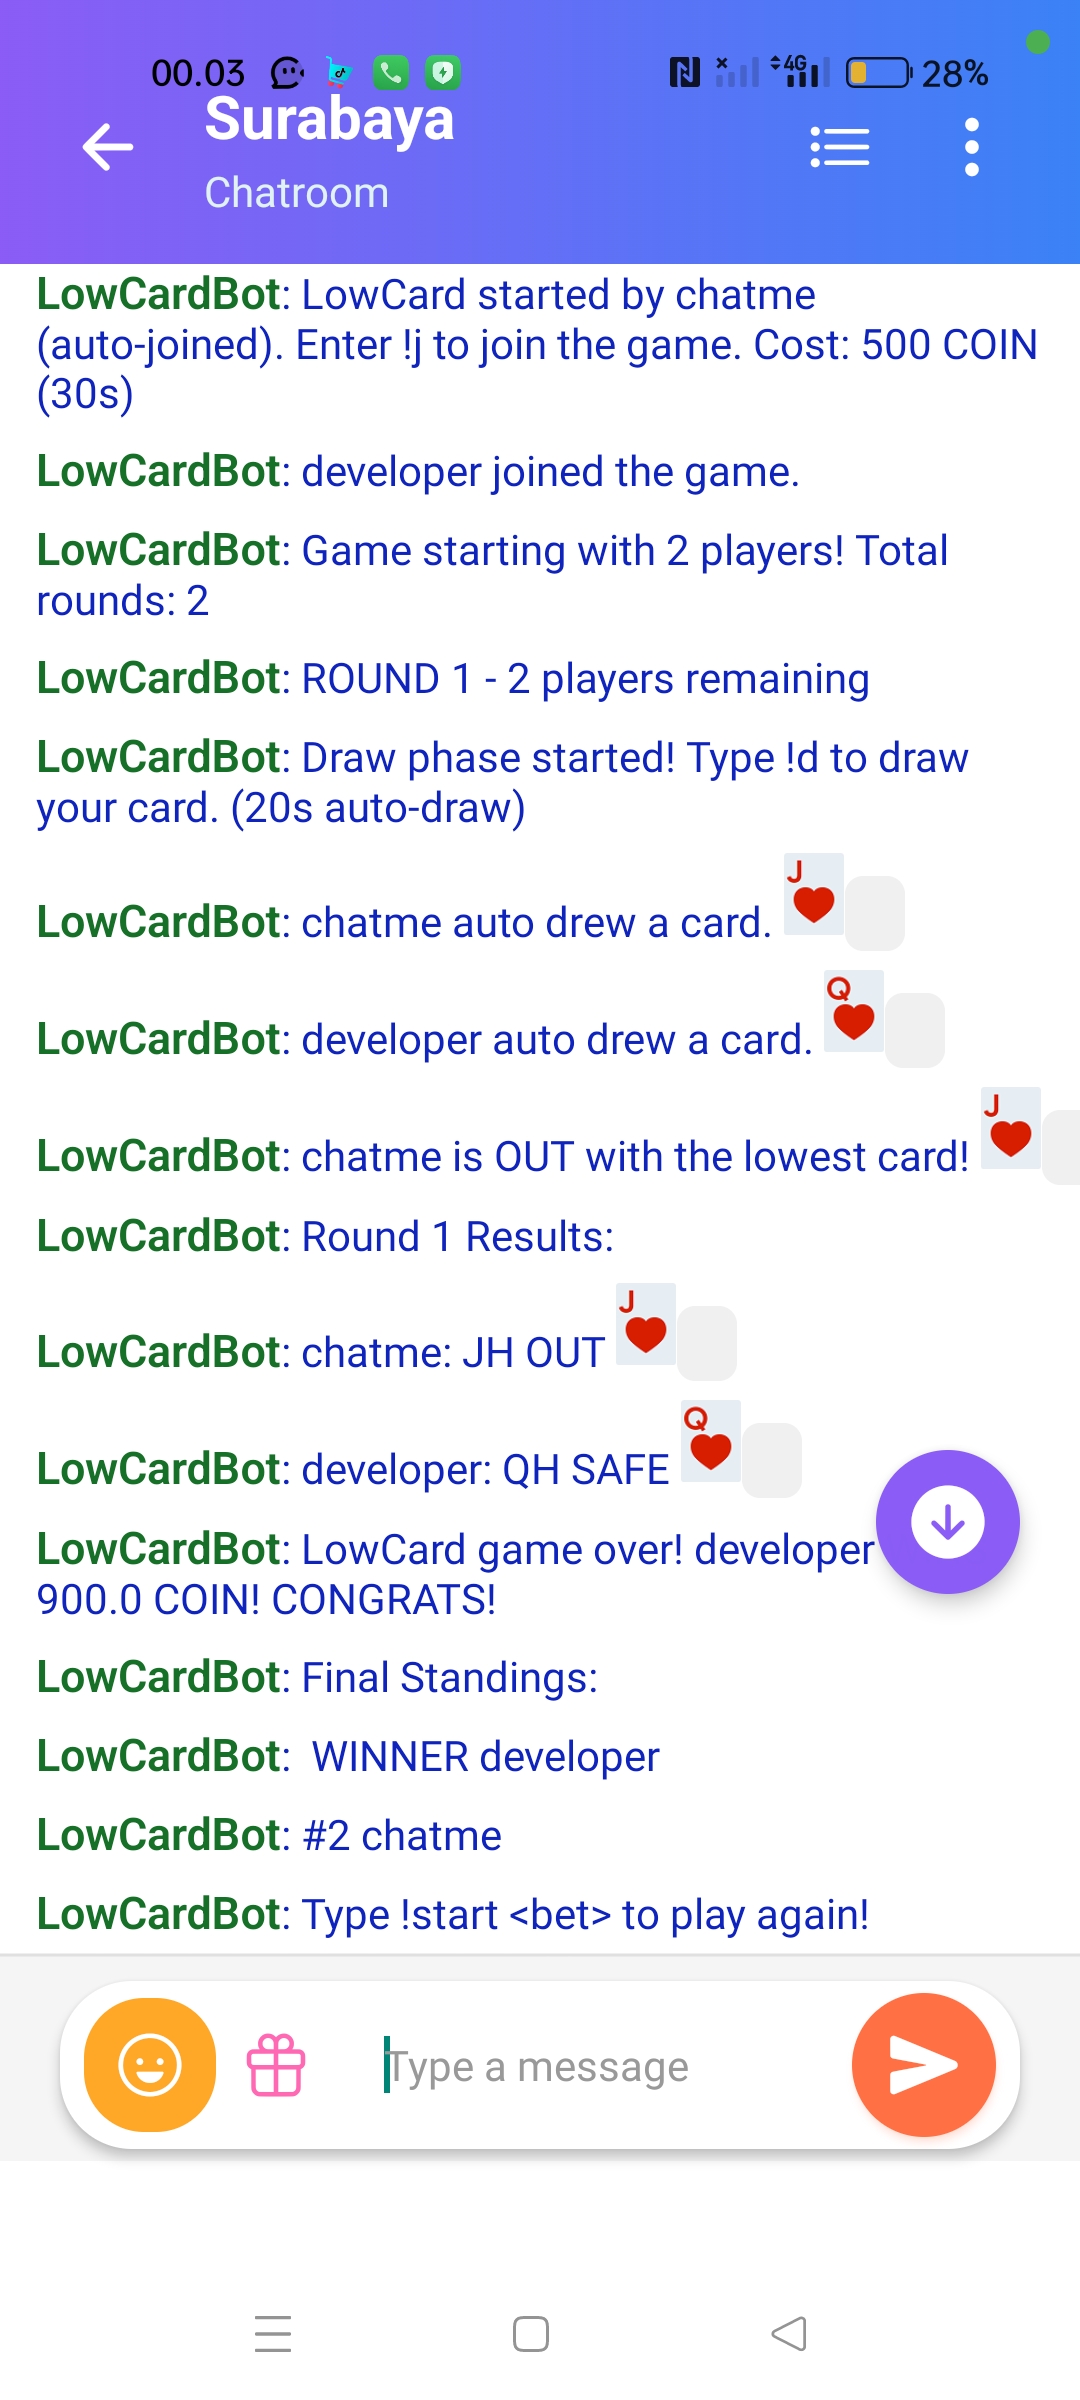 00.03
4G
28%
Surabaya
Chatroom
LowCardBot: LowCard started by chatme
(auto-joined). Enter !j to join the game. Cost: 500 COIN
(30s)
LowCardBot: developer joined the game.
LowCardBot: Game starting with 2 players! Total
rounds: 2
LowCardBot: ROUND 1 - 2 players remaining
LowCardBot: Draw phase started! Type !d to draw
your card. (20s auto-draw)
LowCardBot: chatme auto drew a card. J
LowCardBot: developer auto drew a card. Q
LowCardBot: chatme is OUT with the lowest card! J
LowCardBot: Round 1 Results:
LowCardBot: chatme: JH OUT J
LowCardBot: developer: QH SAFE Q
LowCardBot: LowCard game over! developer
900.0 COIN! CONGRATS!
LowCardBot: Final Standings:
LowCardBot: WINNER developer
LowCardBot: #2 chatme
LowCardBot: Type !start <bet> to play again!
Type a message